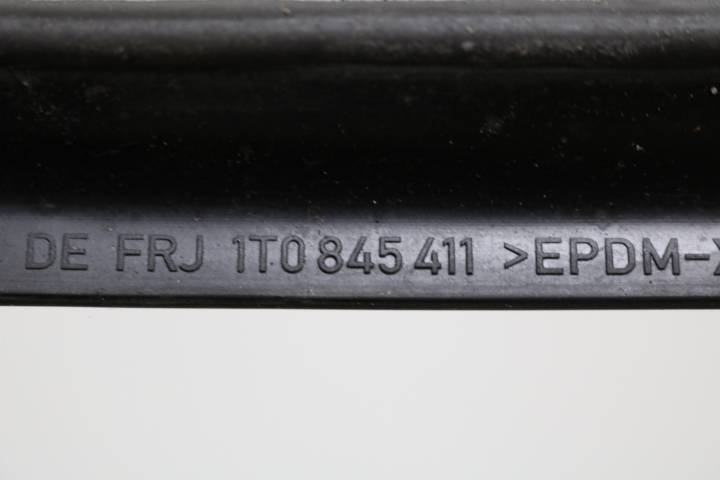 DE FRJ 1T0 845 411 >EPDM-X